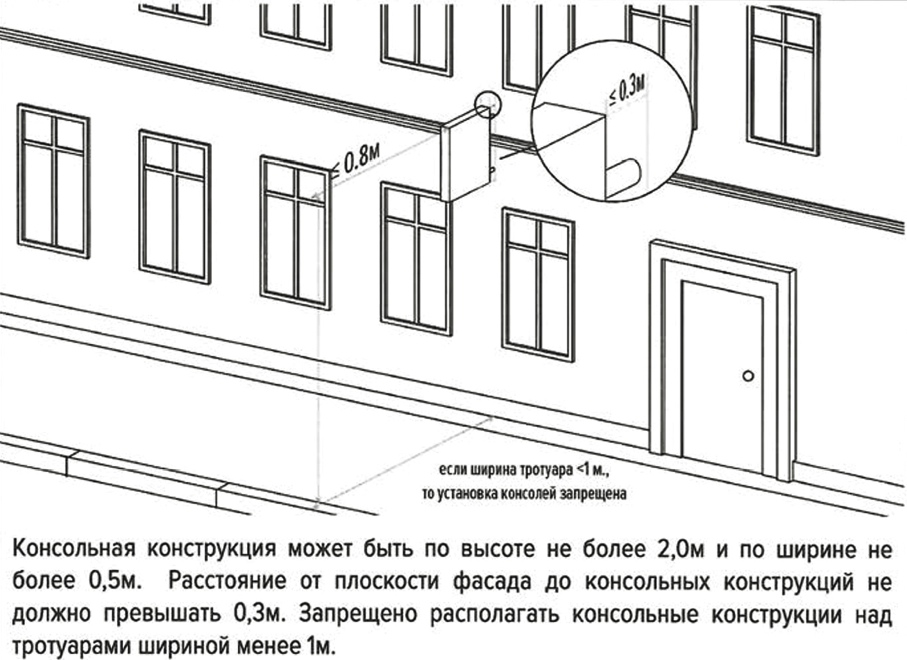 ≤ 0.3м
≤ 0.8м
если ширина тротуара <1 м.,
то установка консолей запрещена
Консольная конструкция может быть по высоте не более 2,0м и по ширине не
более 0,5м. Расстояние от плоскости фасада до консольных конструкций не
должно превышать 0,3м. Запрещено располагать консольные конструкции над
тротуарами шириной менее 1м.